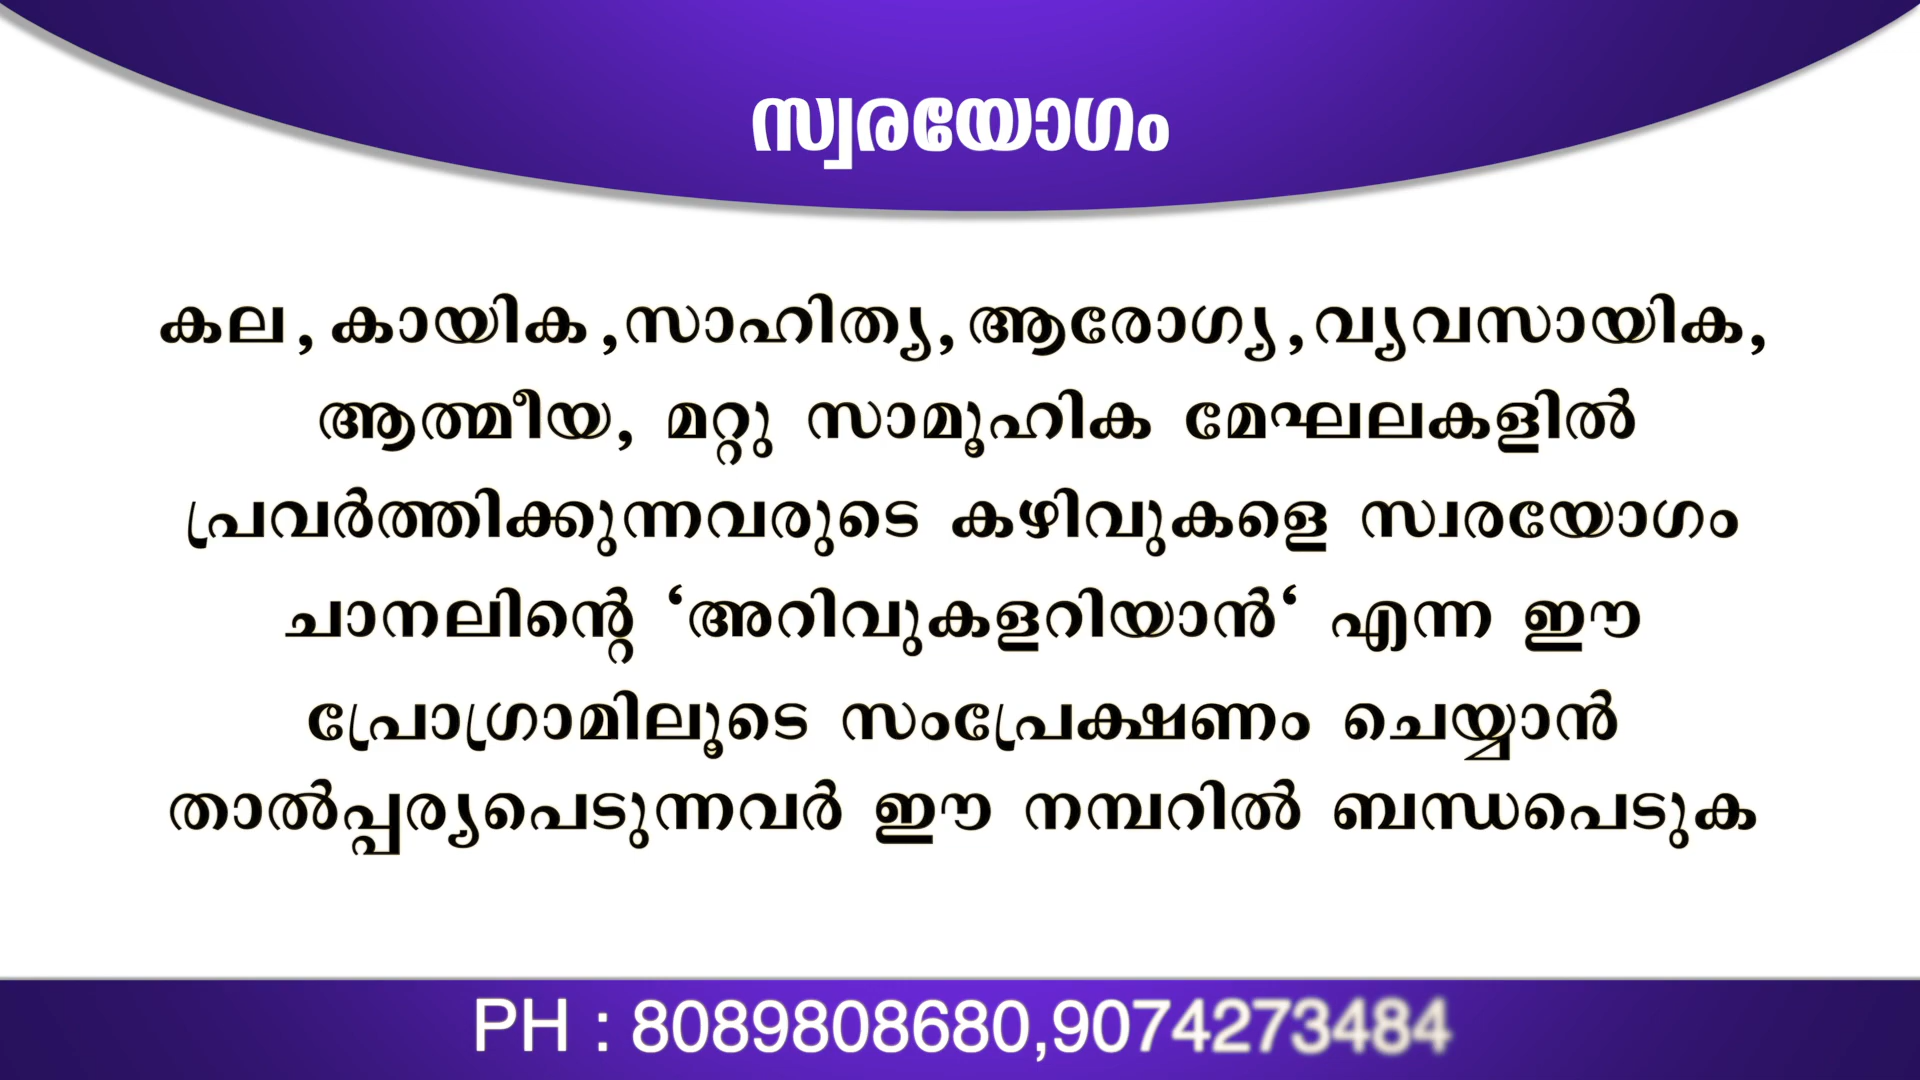 സ്വരയോഗം
കല, കായിക ,സാഹിത്യ, ആരോഗ്യ ,വ്യവസായിക,
ആത്മീയ, മറ്റു സാമൂഹിക മേഘലകളിൽ
പ്രവർത്തിക്കുന്നവരുടെ കഴിവുകളെ സ്വരയോഗം
ചാനലിന്റെ ‘അറിവുകളറിയാൻ‘ എന്ന ഈ
പ്രോഗ്രാമിലൂടെ സംപ്രേക്ഷണം ചെയ്യാൻ
താൽപ്പര്യപെടുന്നവർ ഈ നമ്പറിൽ ബന്ധപെടുക
PH : 8089808680,9074273484